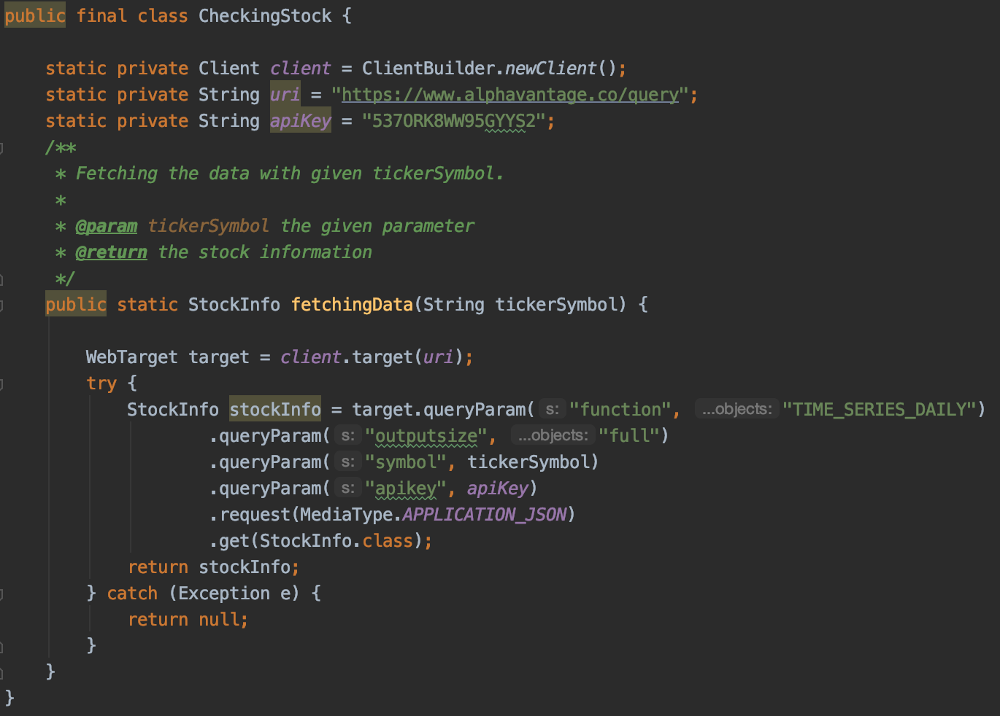 public final class CheckingStock {
static private Client client = ClientBuilder.newClient();
static private String uri = "https://www.alphavantage.co/query";
static private String apiKey = "537ORK8WW95GYYS2";
/**
* Fetching the data with given tickerSymbol.
*
* @param tickerSymbol the given parameter
* @return the stock information
*/
public static StockInfo fetchingData(String tickerSymbol) {
WebTarget target = client.target(uri);
try {
StockInfo stockInfo = target.queryParam( s: "function", ...objects: "TIME_SERIES_DAILY")
.queryParam( s: "outputsize", ...objects: "full")
.queryParam( s: "symbol", tickerSymbol)
.queryParam( s: "apikey", apiKey)
.request(MediaType.APPLICATION_JSON)
.get(StockInfo.class);
return stockInfo;
} catch (Exception e) {
return null;
}
}
}